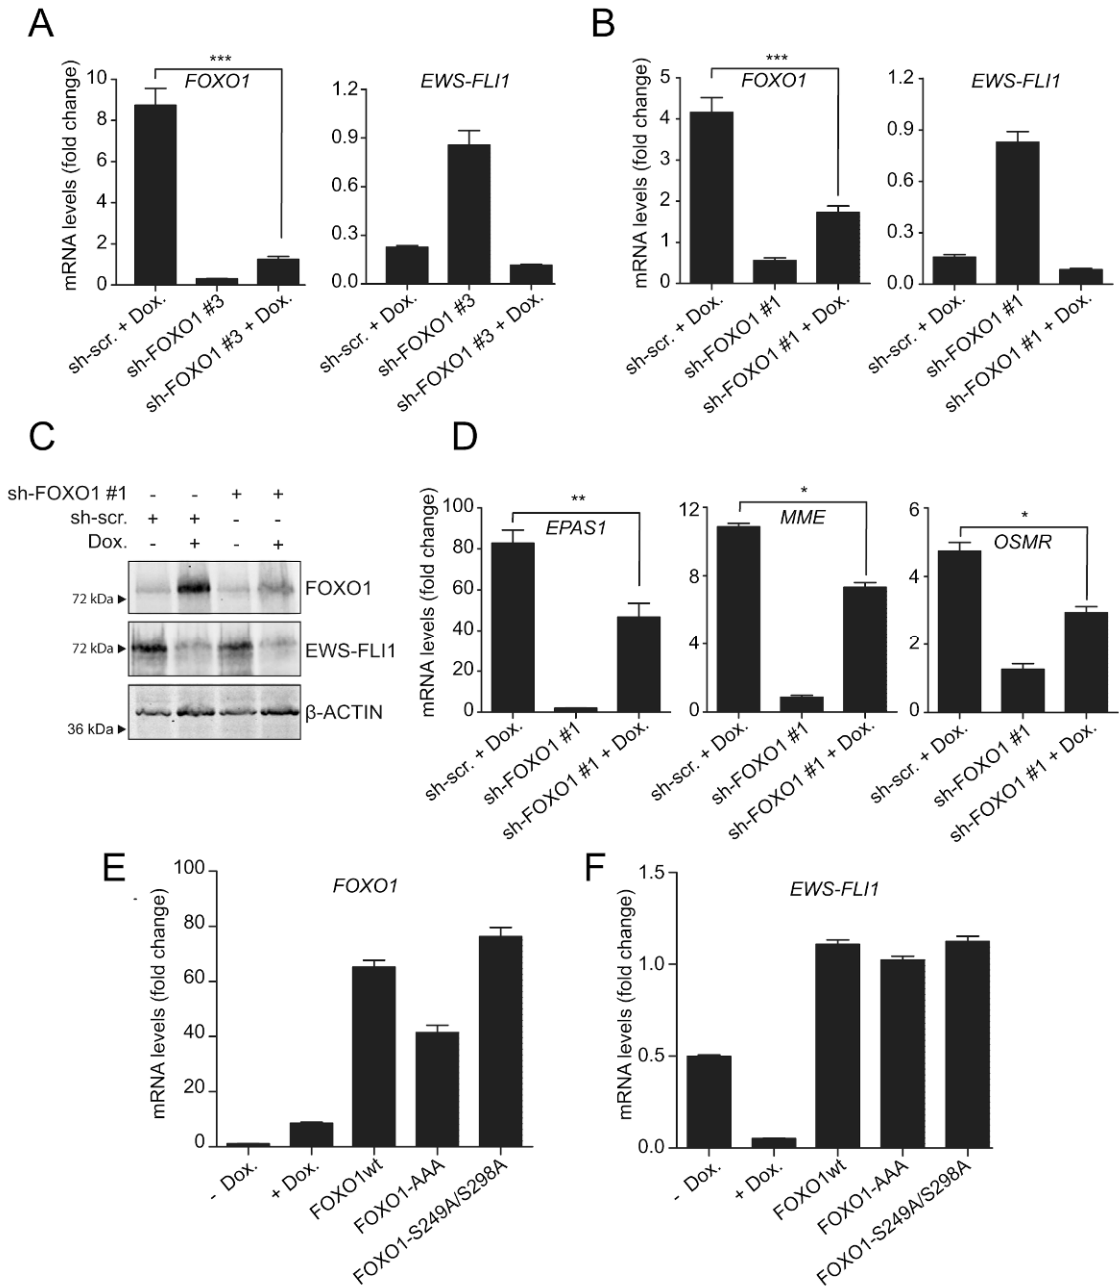 A
mRNA levels (fold change)
10
8
6
4
2
0
***
FOXO1
sh-scr. + Dox.
sh-FOXO1 #3
sh-FOXO1 #3 + Dox.
1.2
0.9
0.6
0.3
0.0
EWS-FLI1
sh-scr. + Dox.
sh-FOXO1 #3
sh-FOXO1 #3 + Dox.
B
mRNA levels (fold change)
5
4
3
2
1
0
***
FOXO1
sh-scr. + Dox.
sh-FOXO1 #1
sh-FOXO1 #1 + Dox.
1.2
0.9
0.6
0.3
0.0
EWS-FLI1
sh-scr. + Dox.
sh-FOXO1 #1
sh-FOXO1 #1 + Dox.
C
sh-FOXO1 #1 - - + +
sh-scr. + + - -
Dox. - + - +
72 kDa FOXO1
72 kDa EWS-FLI1
36 kDa β-ACTIN
D
mRNA levels (fold change)
100
80
60
40
20
0
**
EPAS1
sh-scr. + Dox.
sh-FOXO1 #1
sh-FOXO1 #1 + Dox.
12
8
4
0
*
MME
sh-scr. + Dox.
sh-FOXO1 #1
sh-FOXO1 #1 + Dox.
6
4
2
0
*
OSMR
sh-scr. + Dox.
sh-FOXO1 #1
sh-FOXO1 #1 + Dox.
E
mRNA levels (fold change)
100
80
60
40
20
0
FOXO1
- Dox.
+ Dox.
FOXO1wt
FOXO1-AAA
FOXO1-S249A/S298A
F
mRNA levels (fold change)
1.5
1.0
0.5
0.0
EWS-FLI1
- Dox.
+ Dox.
FOXO1wt
FOXO1-AAA
FOXO1-S249A/S298A